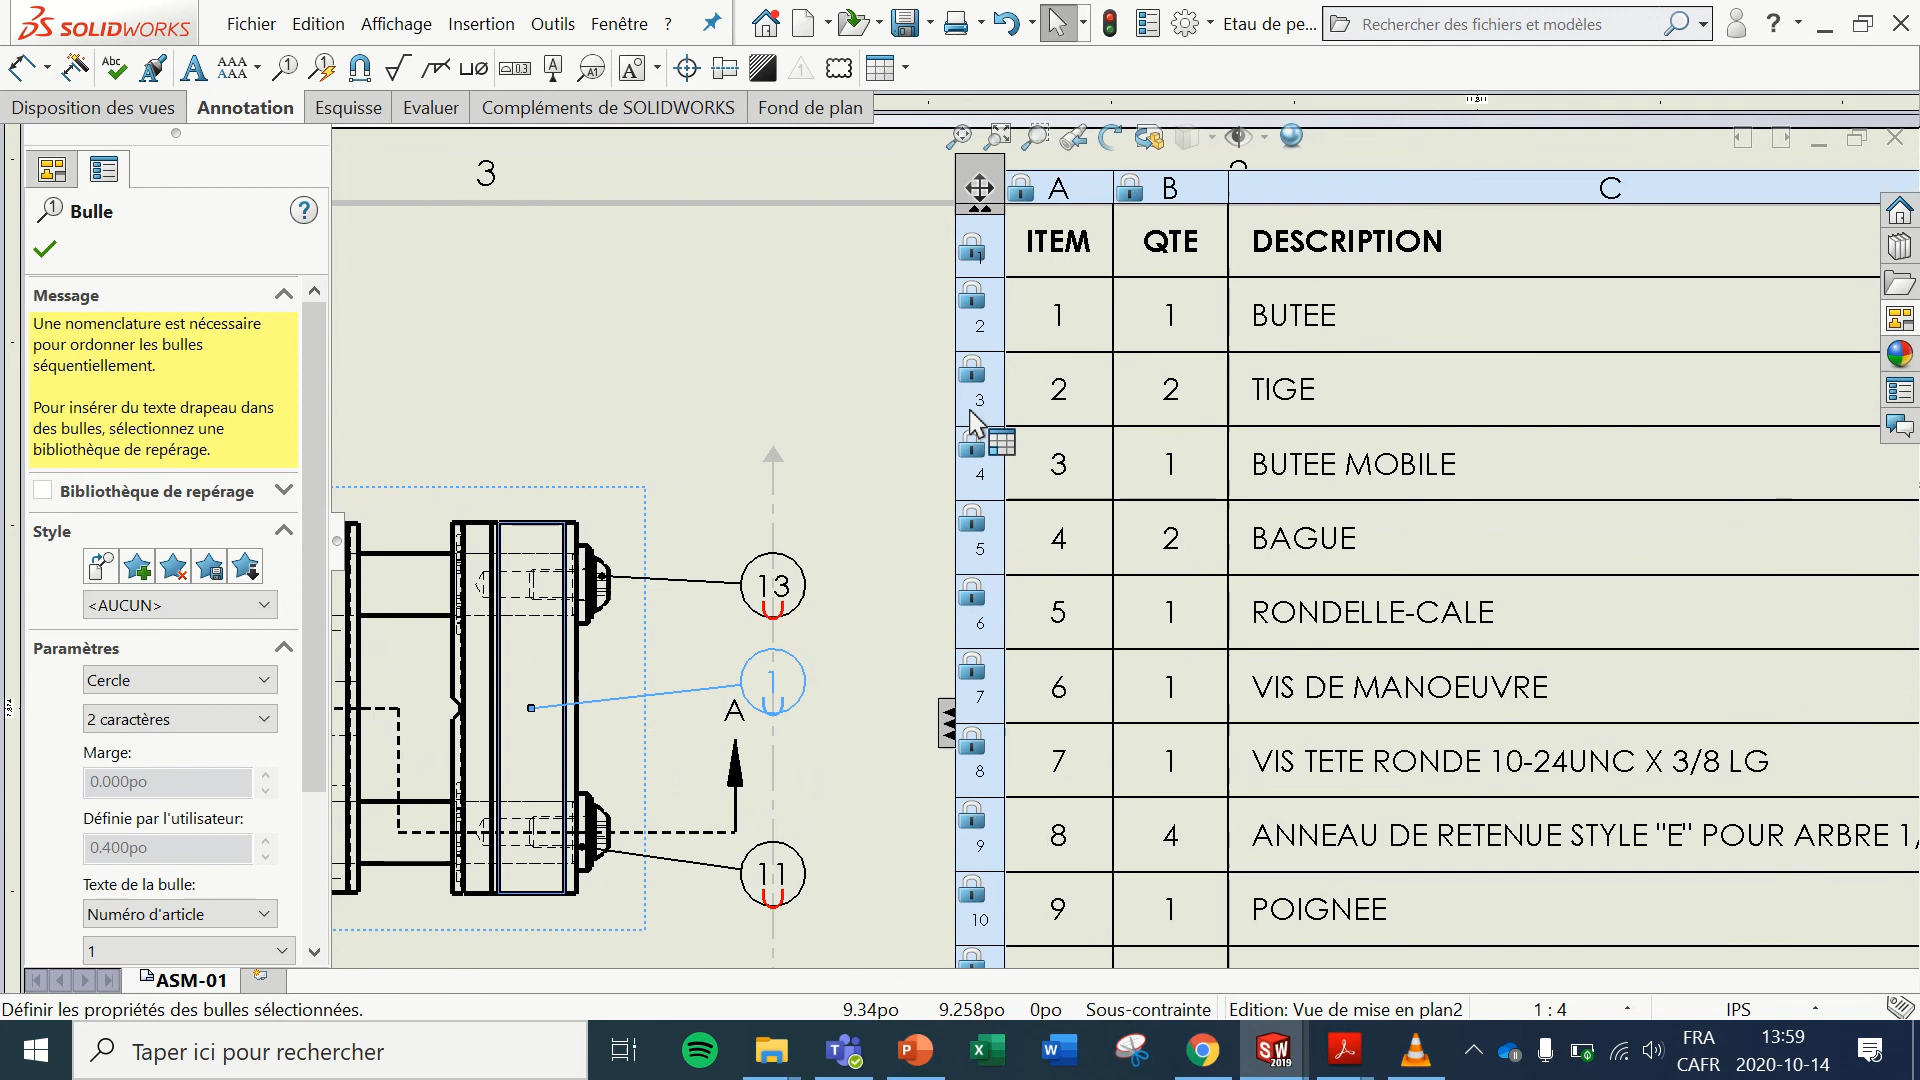 SOLIDWORKS
Fichier Edition Affichage Insertion Outils Fenêtre ?
Etau de pe...
Rechercher des fichiers et modèles
?
Disposition des vues Annotation Esquisse Evaluer Compléments de SOLIDWORKS Fond de plan
Bulle
Message
Une nomenclature est nécessaire
pour ordonner les bulles
séquentiellement.
Pour insérer du texte drapeau dans
des bulles, sélectionnez une
bibliothèque de repérage.
Bibliothèque de repérage
Style
<AUCUN>
Paramètres
Cercle
2 caractères
Marge:
0.000po
Définie par l'utilisateur:
0.400po
Texte de la bulle:
Numéro d'article
1
3
13
1
A
11
A B C
1 ITEM QTE DESCRIPTION
2 1 1 BUTEE
3 2 2 TIGE
4 3 1 BUTEE MOBILE
5 4 2 BAGUE
6 5 1 RONDELLE-CALE
7 6 1 VIS DE MANOEUVRE
8 7 1 VIS TETE RONDE 10-24UNC X 3/8 LG
9 8 4 ANNEAU DE RETENUE STYLE "E" POUR ARBRE 1/
10 9 1 POIGNEE
ASM-01
Définir les propriétés des bulles sélectionnées.
9.34po 9.258po 0po Sous-contrainte Edition: Vue de mise en plan2 1 : 4 IPS
Taper ici pour rechercher
FRA
CAFR
13:59
2020-10-14